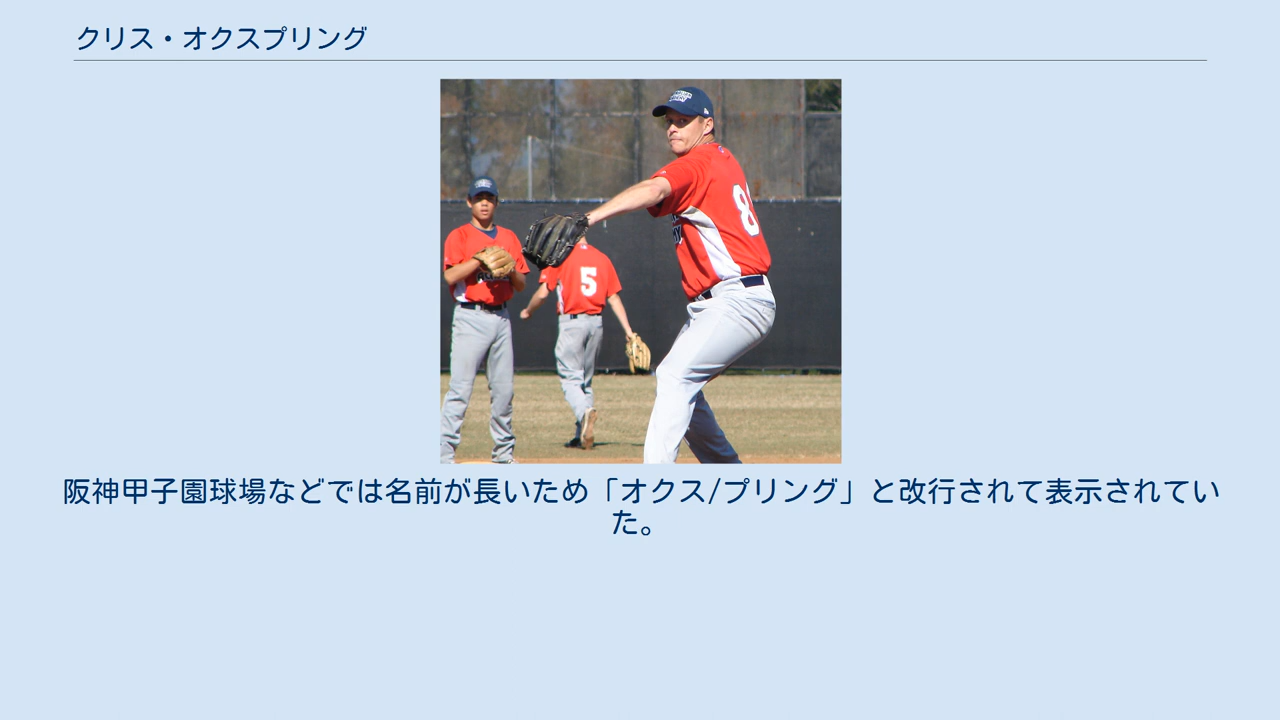 クリス・オクスプリング
8
5
阪神甲子園球場などでは名前が長いため「オクス/プリング」と改行されて表示されてい
た。